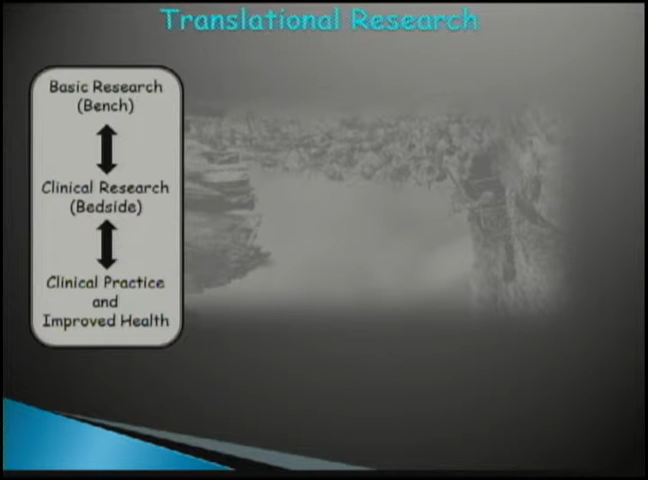 Translational Research
Basic Research
(Bench)
Clinical Research
(Bedside)
Clinical Practice
and
Improved Health